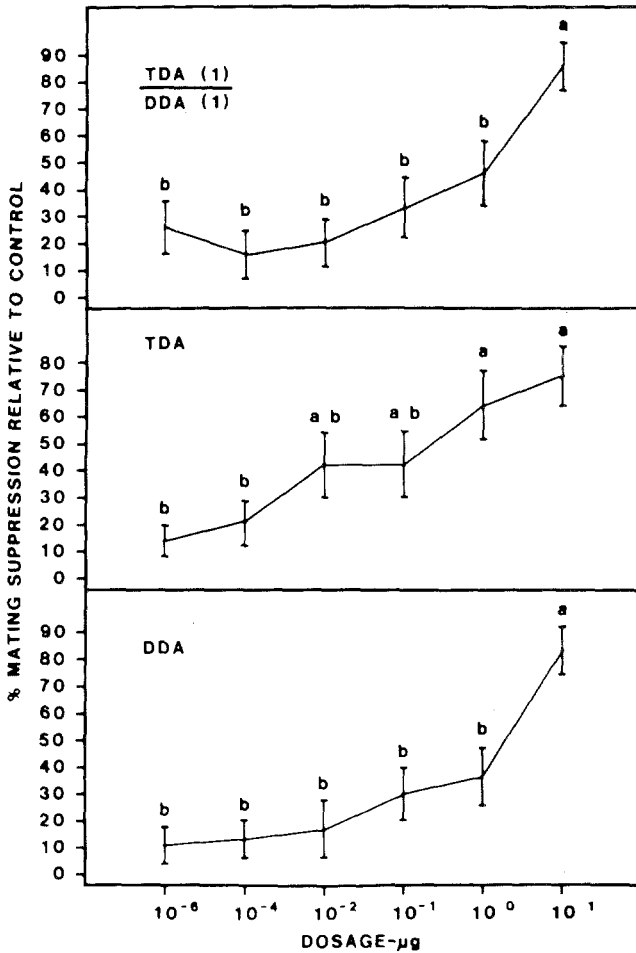 % MATING SUPPRESSION RELATIVE TO CONTROL
TDA (1)
DDA (1)
90
80
70
60
50
40
30
20
10
0
b b b b b a
TDA
80
70
60
50
40
30
20
10
0
b b a b a b a a
DDA
90
80
70
60
50
40
30
20
10
0
b b b b b a
10⁻⁶ 10⁻⁴ 10⁻² 10⁻¹ 10⁰ 10¹
DOSAGE-µg